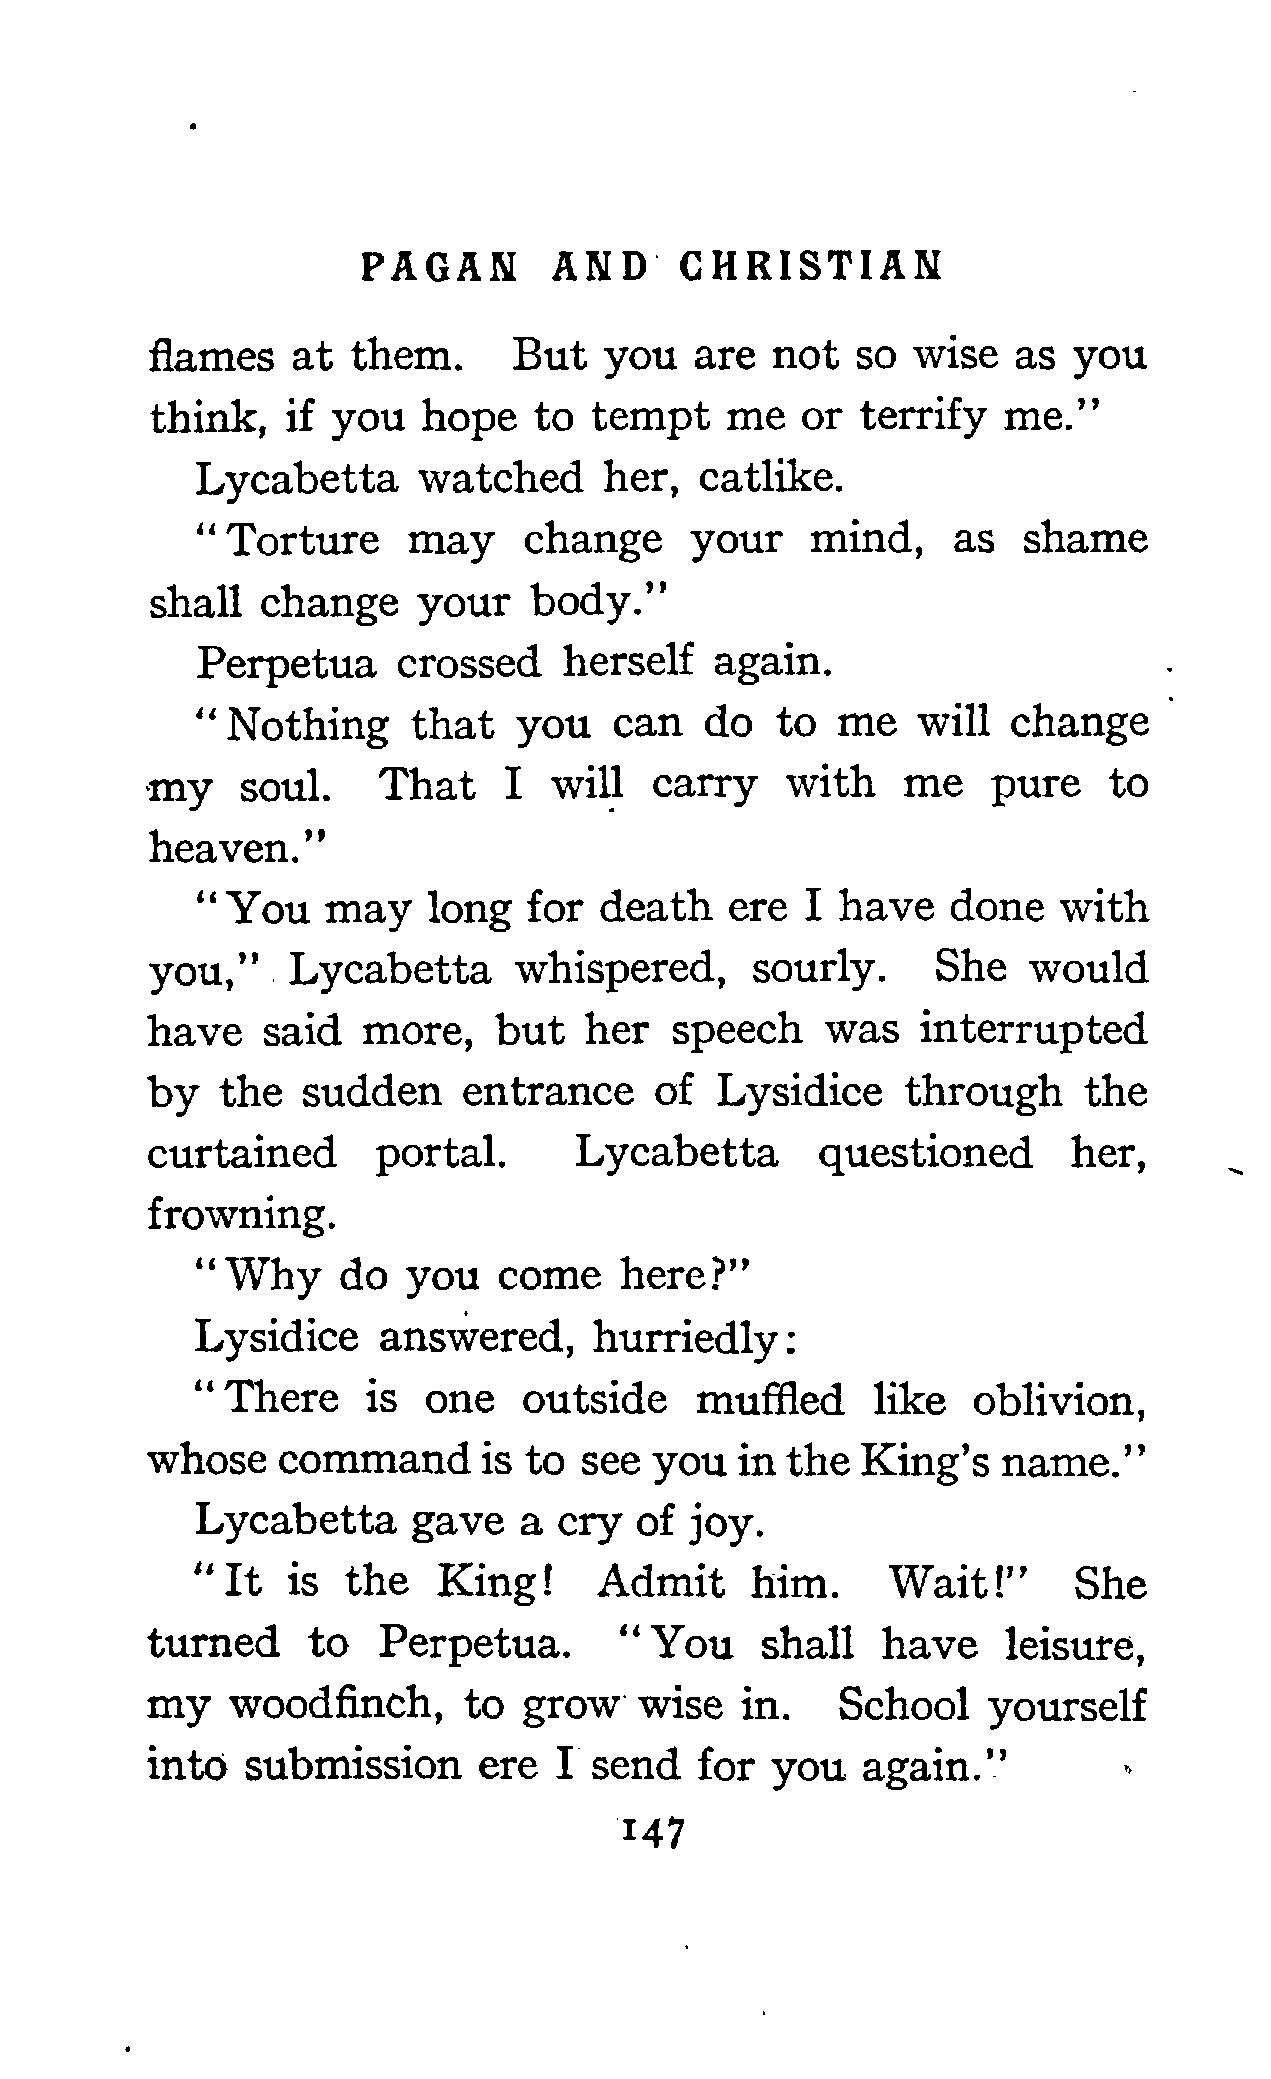 PAGAN AND CHRISTIAN
flames at them. But you are not so wise as you
think, if you hope to tempt me or terrify me."
Lycabetta watched her, catlike.
"Torture may change your mind, as shame
shall change your body."
Perpetua crossed herself again.
"Nothing that you can do to me will change
my soul. That I will carry with me pure to
heaven."
"You may long for death ere I have done with
you," Lycabetta whispered, sourly. She would
have said more, but her speech was interrupted
by the sudden entrance of Lysidice through the
curtained portal. Lycabetta questioned her,
frowning.
"Why do you come here?"
Lysidice answered, hurriedly:
"There is one outside muffled like oblivion,
whose command is to see you in the King's name."
Lycabetta gave a cry of joy.
"It is the King! Admit him. Wait!" She
turned to Perpetua. "You shall have leisure,
my woodfinch, to grow wise in. School yourself
into submission ere I send for you again."
147